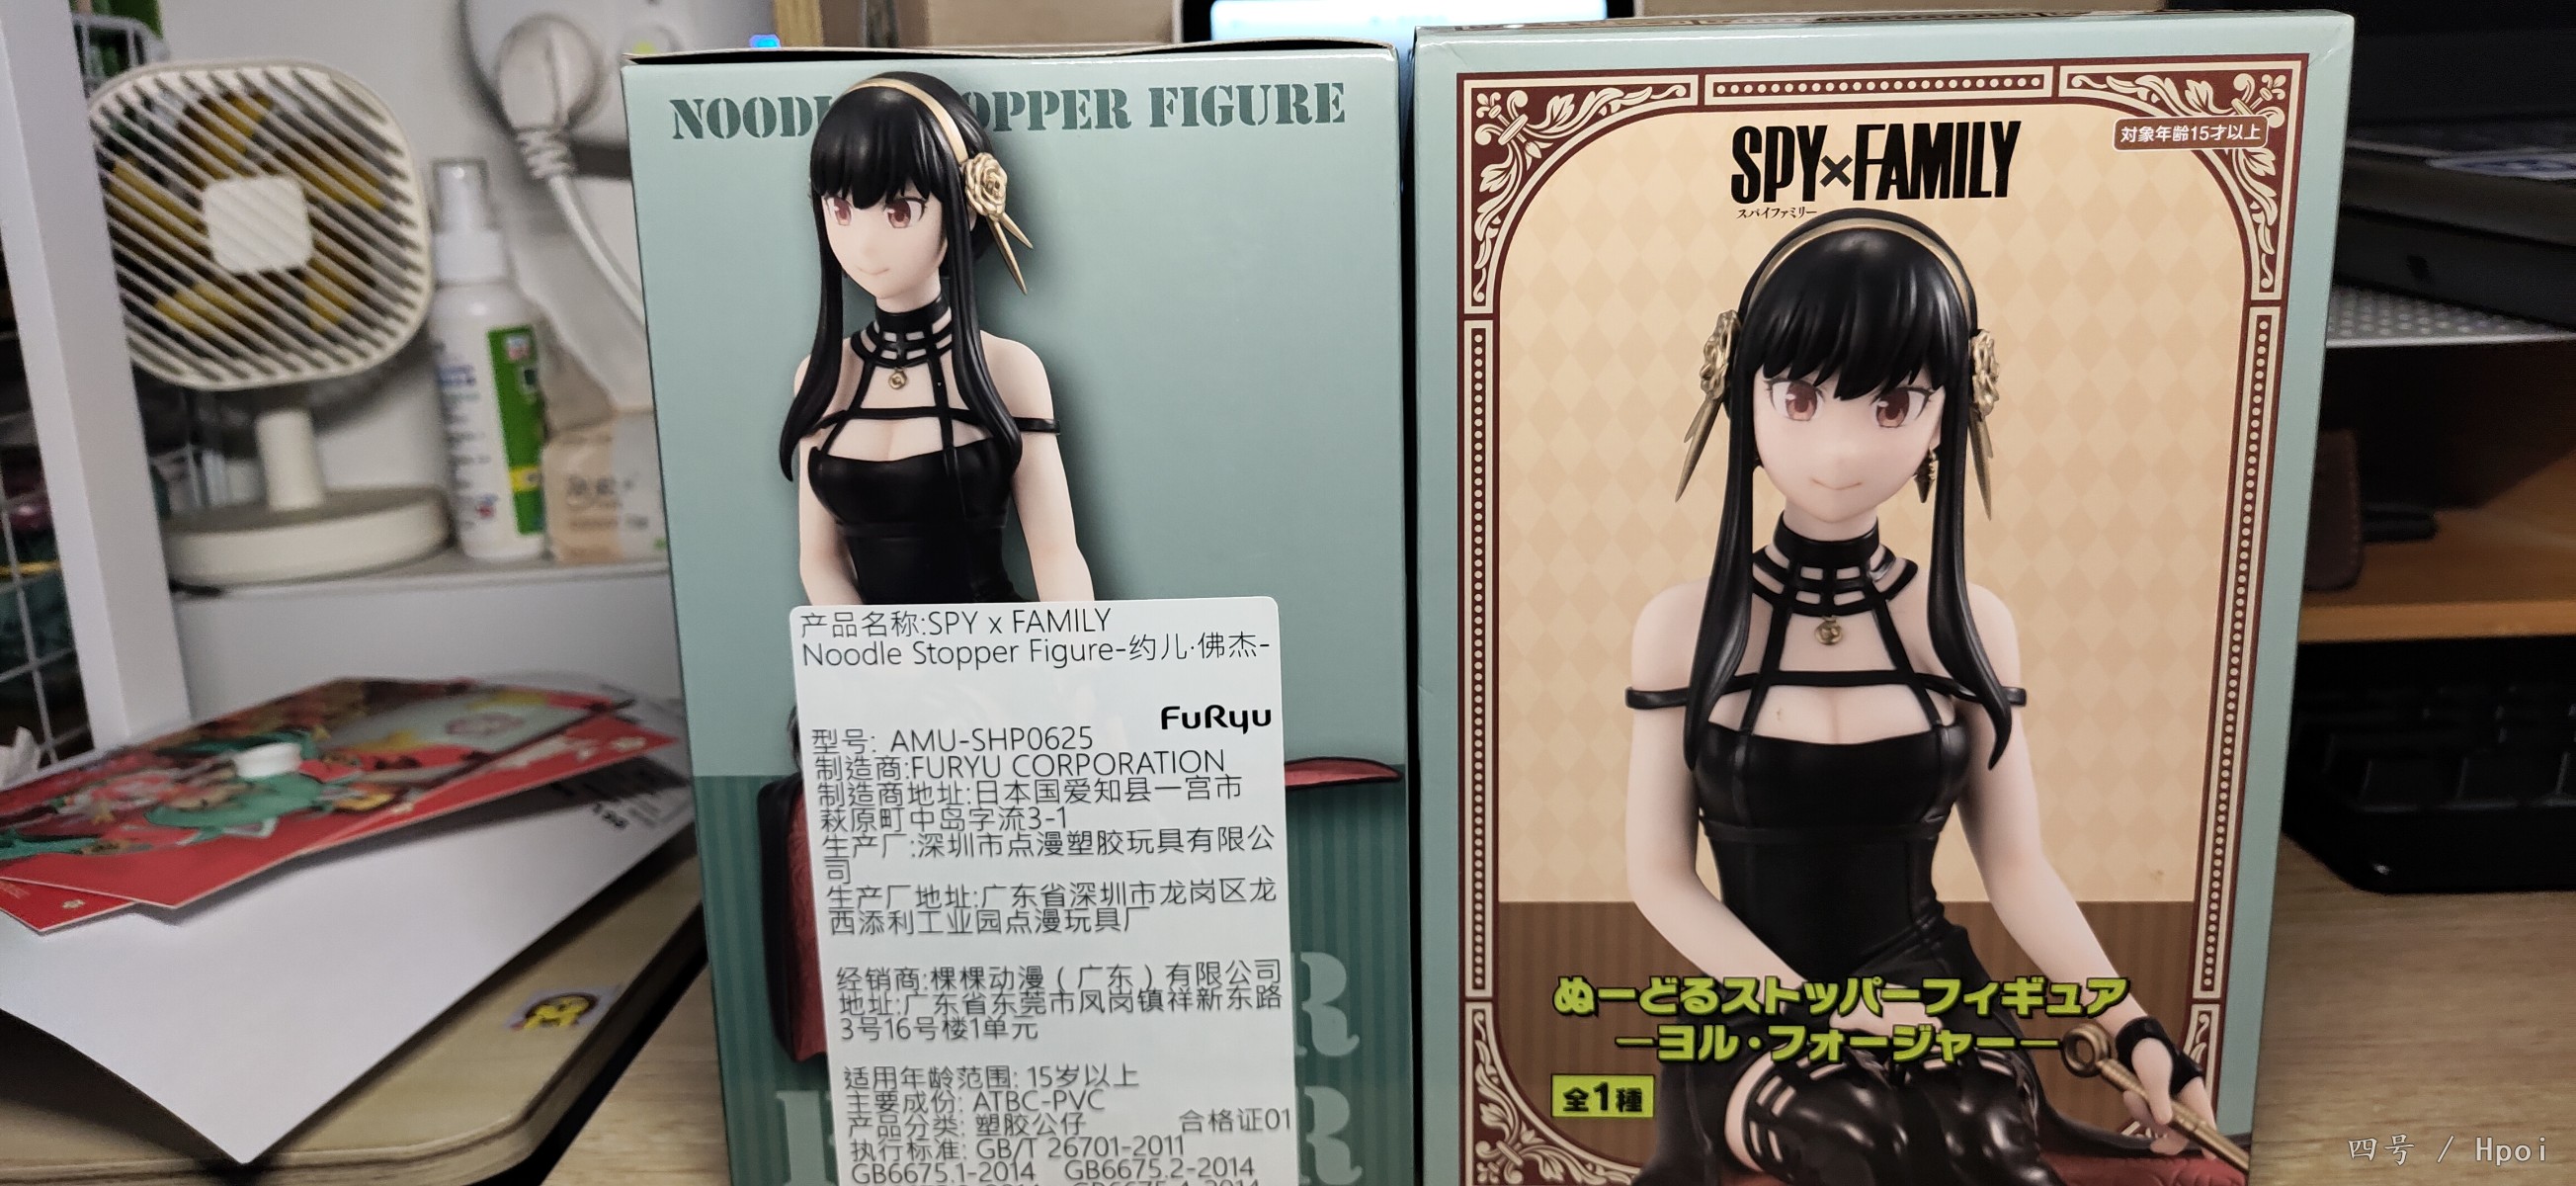 NOODL OPPER FIGURE
产品名称:SPY x FAMILY
Noodle Stopper Figure-约儿·佛杰-
FuRyu
型号: AMU-SHP0625
制造商:FURYU CORPORATION
制造商地址:日本国爱知县一宫市
萩原町中岛字流3-1
生产厂:深圳市点漫塑胶玩具有限公
司
生产厂地址:广东省深圳市龙岗区龙
西添利工业园点漫玩具厂
经销商:棵棵动漫（广东）有限公司
地址:广东省东莞市凤岗镇祥新东路
3号16号楼1单元
适用年龄范围: 15岁以上
主要成份: ATBC-PVC
产品分类: 塑胶公仔 合格证01
执行标准: GB/T 26701-2011
GB6675.1-2014 GB6675.2-2014
SPY×FAMILY
スパイファミリー
対象年齢15才以上
ぬーどるストッパーフィギュア
―ヨル・フォージャー―
全1種
四号 / Hpoi